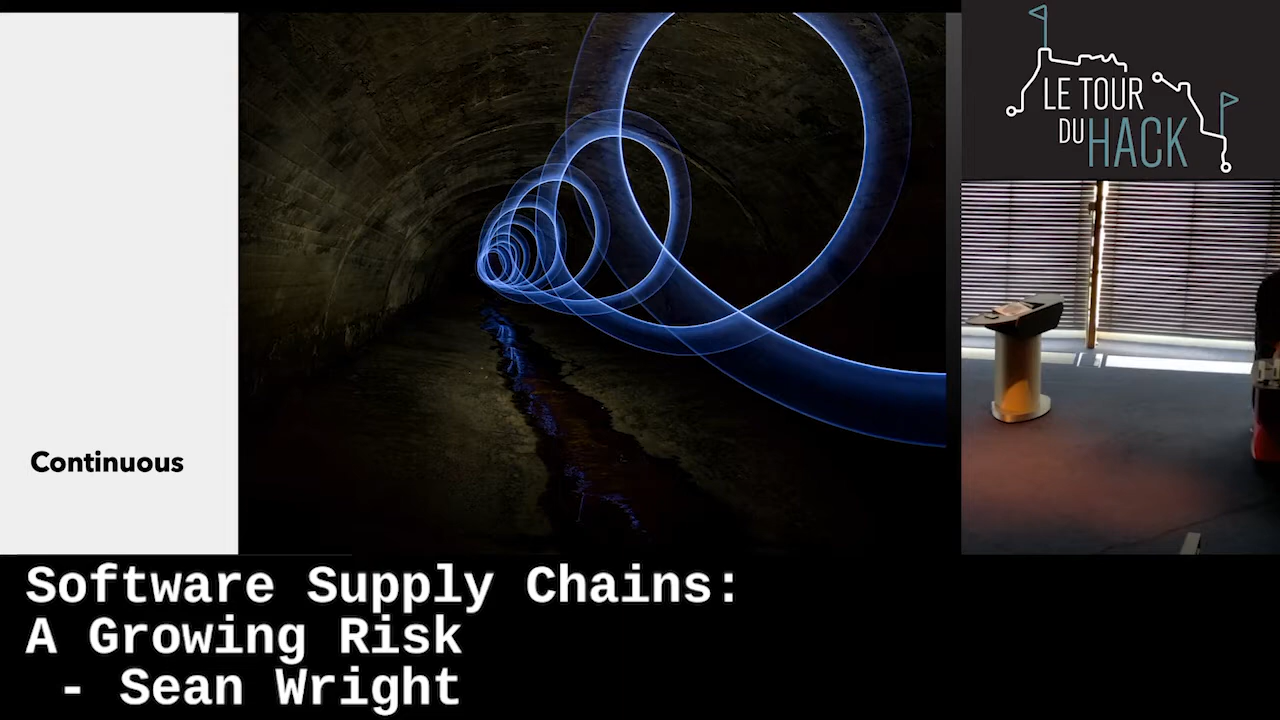 Continuous
LE TOUR
DU HACK
Software Supply Chains:
A Growing Risk
- Sean Wright